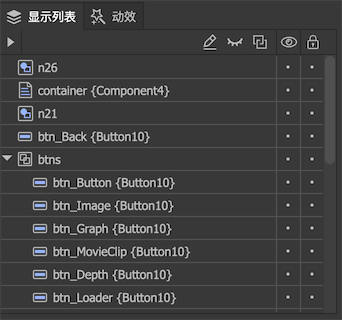 显示列表 动效
n26
container {Component4}
n21
btn_Back {Button10}
btns
btn_Button {Button10}
btn_Image {Button10}
btn_Graph {Button10}
btn_MovieClip {Button10}
btn_Depth {Button10}
btn_Loader {Button10}